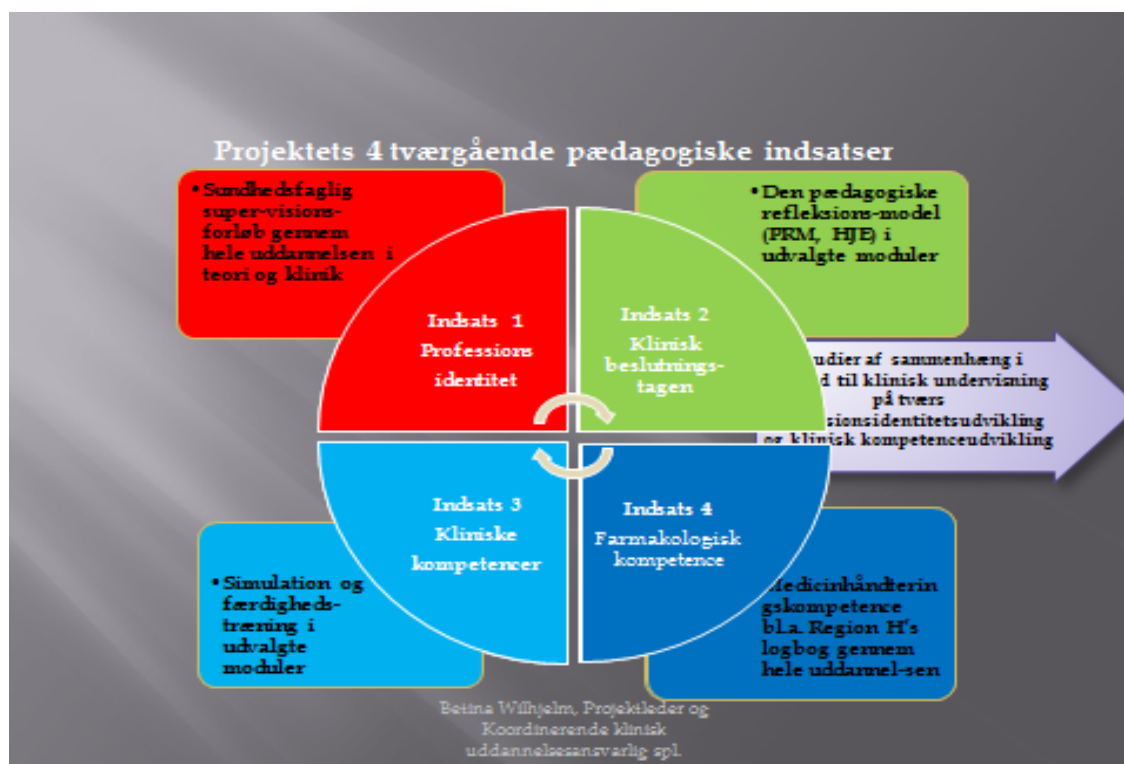 Projektets 4 tværgående pædagogiske indsatser
•Sundhedsfaglig
super-visions-
forløb gennem
hele uddannelsen i
teori og klinik
•Den pædagogiske
refleksions-model
(PRM, HJE) i
udvalgte moduler
Indsats 1
Professions
identitet
Indsats 2
Klinisk
beslutnings-
tagen
til klinisk undervisning
af sammenhæng i
på tværs
og klinisk kompetenceudvikling
Indsats 3
Kliniske
kompetencer
Indsats 4
Farmakologisk
kompetence
•Simulation og
færdigheds-
træning i
udvalgte
moduler
Medicinhåndterin
gskompetence
bl.a. Region H's
logbog gennem
hele uddannel-sen
Betina Wilhjelm, Projektleder og
Koordinerende klinisk
uddannelsesansvarlig spl.